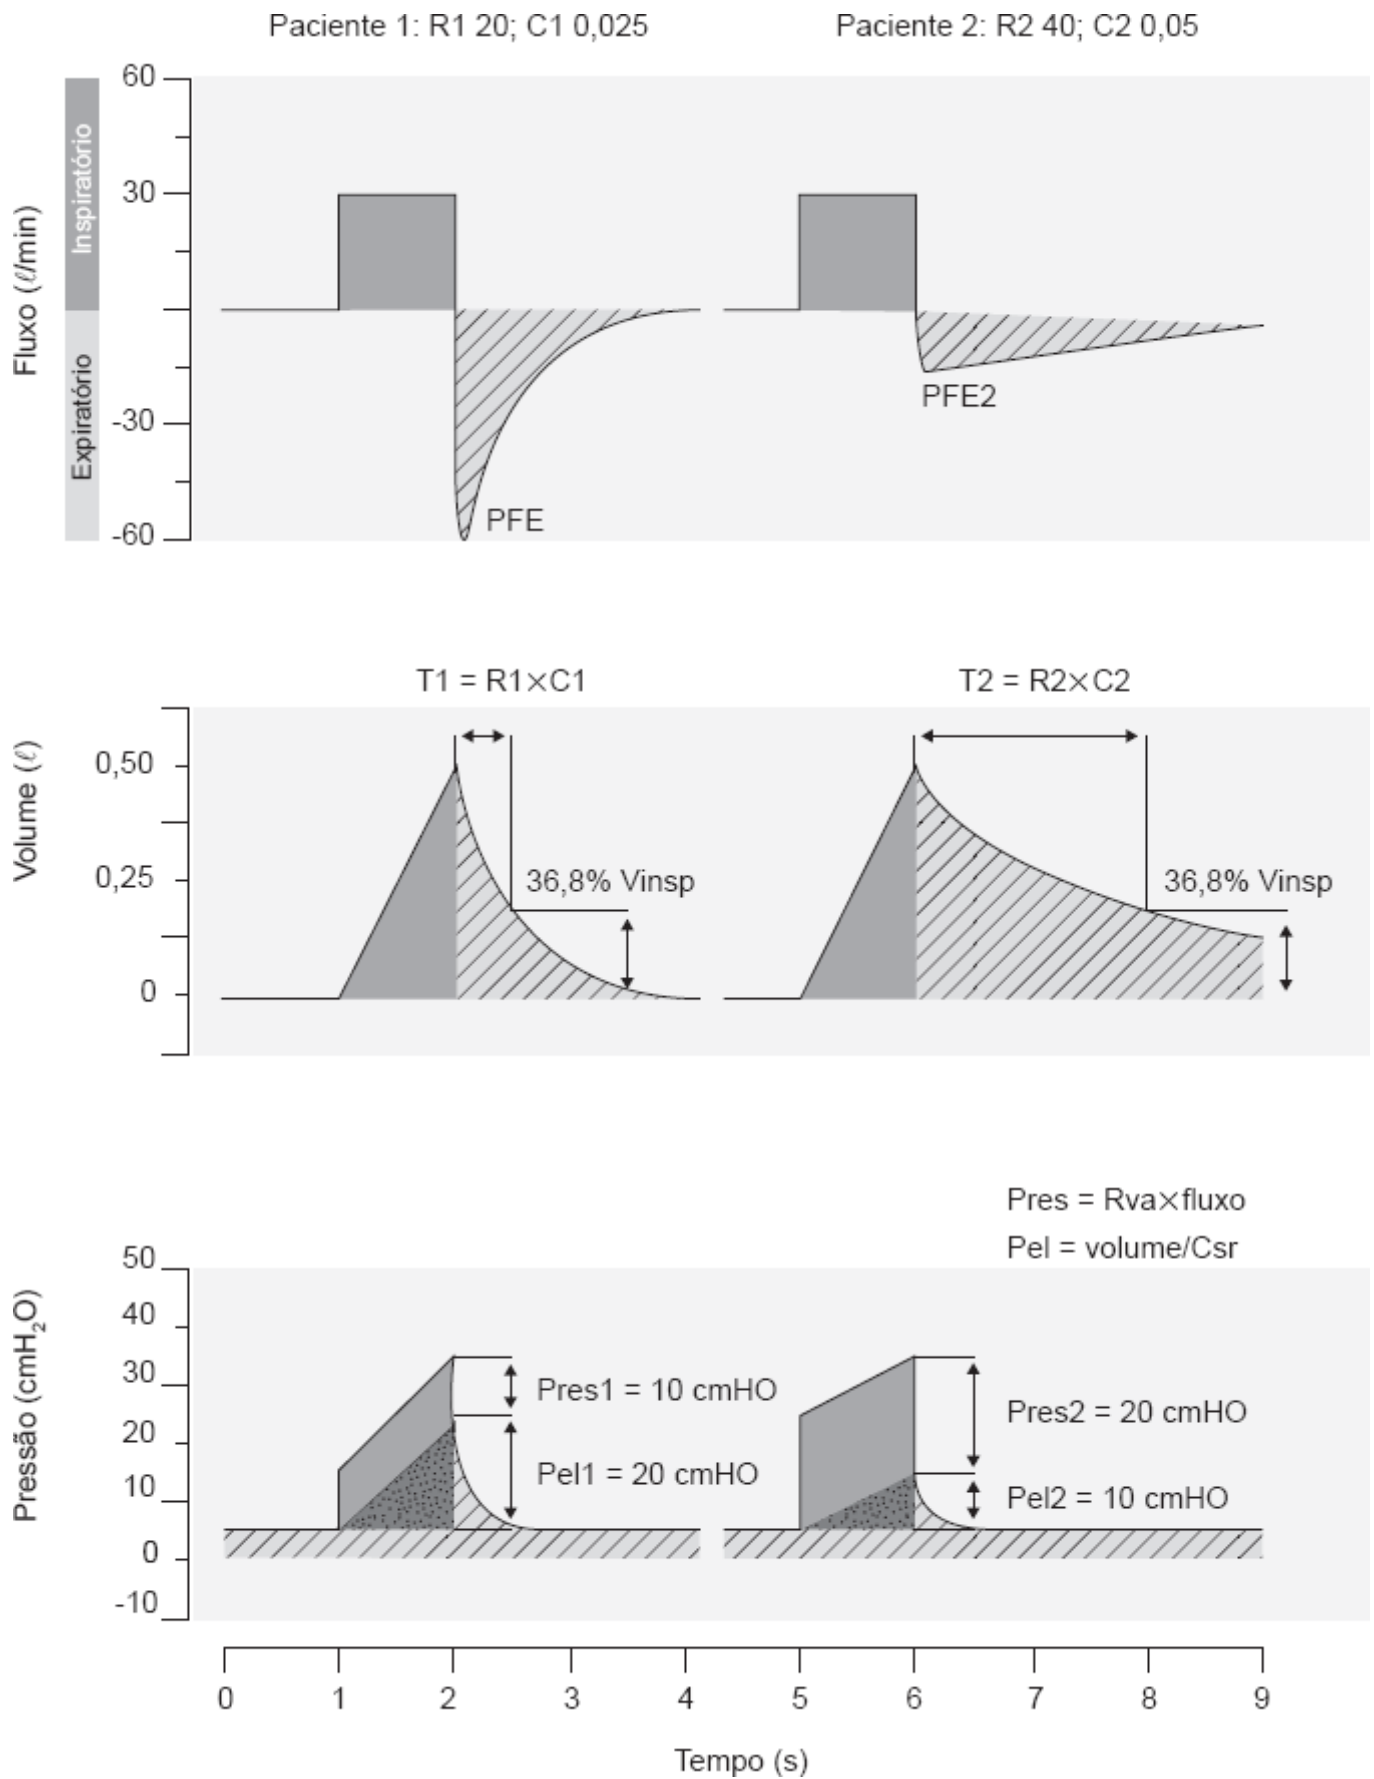 Paciente 1: R1 20; C1 0,025
Paciente 2: R2 40; C2 0,05
Fluxo (ℓ/min)
Inspiratório
Expiratório
60
30
-30
-60
PFE
PFE2
T1 = R1×C1
T2 = R2×C2
Volume (ℓ)
0,50
0,25
0
36,8% Vinsp
36,8% Vinsp
Pres = Rva×fluxo
Pel = volume/Csr
Pressão (cmH₂O)
50
40
30
20
10
0
-10
Pres1 = 10 cmHO
Pel1 = 20 cmHO
Pres2 = 20 cmHO
Pel2 = 10 cmHO
0 1 2 3 4 5 6 7 8 9
Tempo (s)